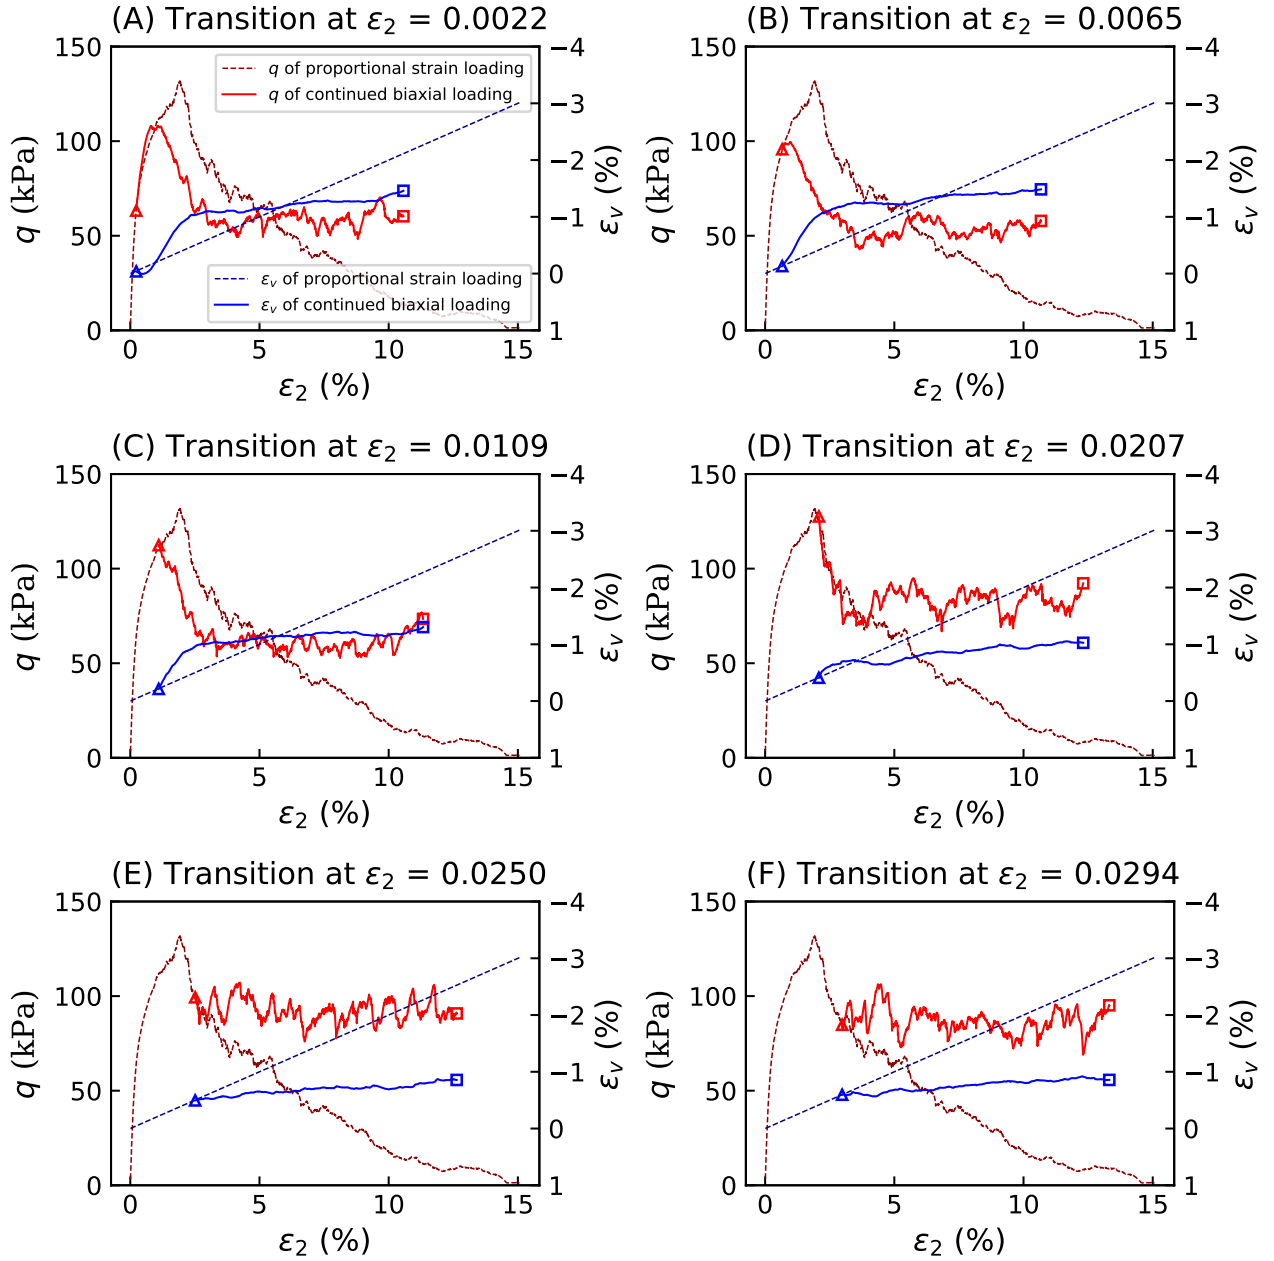 (A) Transition at ε₂ = 0.0022
150
100
50
0
q (kPa)
q of proportional strain loading
q of continued biaxial loading
εᵥ of proportional strain loading
εᵥ of continued biaxial loading
−4
−3
−2
−1
0
1
εᵥ (%)
0 5 10 15
ε₂ (%)
(B) Transition at ε₂ = 0.0065
150
100
50
0
q (kPa)
−4
−3
−2
−1
0
1
εᵥ (%)
0 5 10 15
ε₂ (%)
(C) Transition at ε₂ = 0.0109
150
100
50
0
q (kPa)
−4
−3
−2
−1
0
1
εᵥ (%)
0 5 10 15
ε₂ (%)
(D) Transition at ε₂ = 0.0207
150
100
50
0
q (kPa)
−4
−3
−2
−1
0
1
εᵥ (%)
0 5 10 15
ε₂ (%)
(E) Transition at ε₂ = 0.0250
150
100
50
0
q (kPa)
−4
−3
−2
−1
0
1
εᵥ (%)
0 5 10 15
ε₂ (%)
(F) Transition at ε₂ = 0.0294
150
100
50
0
q (kPa)
−4
−3
−2
−1
0
1
εᵥ (%)
0 5 10 15
ε₂ (%)